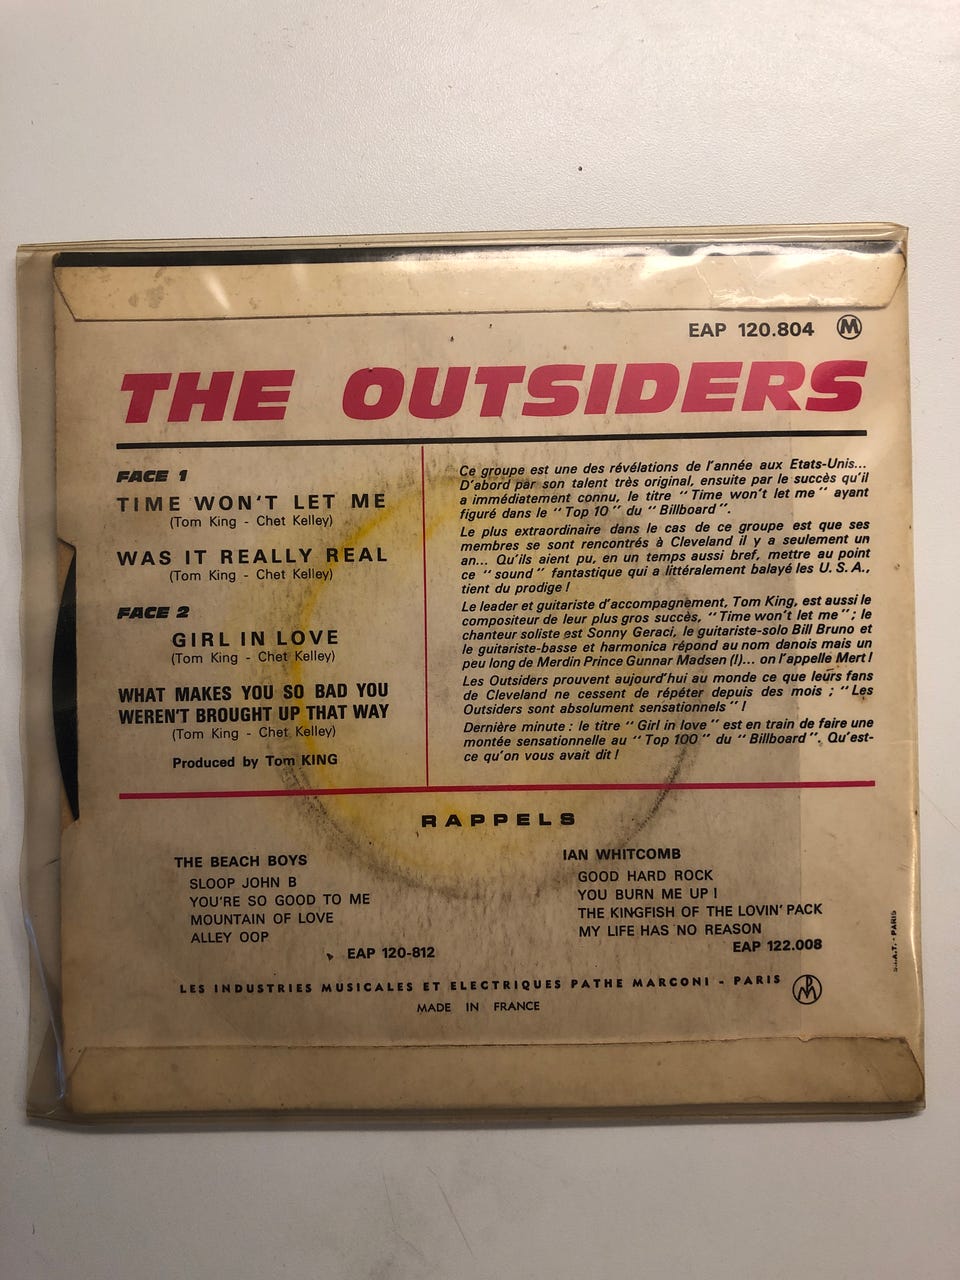 EAP 120.804 M
THE OUTSIDERS
FACE 1
TIME WON'T LET ME
(Tom King - Chet Kelley)
WAS IT REALLY REAL
(Tom King - Chet Kelley)
FACE 2
GIRL IN LOVE
(Tom King - Chet Kelley)
WHAT MAKES YOU SO BAD YOU
WEREN'T BROUGHT UP THAT WAY
(Tom King - Chet Kelley)
Produced by Tom KING
Ce groupe est une des révélations de l'année aux Etats-Unis...
D'abord par son talent très original, ensuite par le succès qu'il
a immédiatement connu, le titre “Time won't let me” ayant
figuré dans le “Top 10” du “Billboard”.
Le plus extraordinaire dans le cas de ce groupe est que ses
membres se sont rencontrés à Cleveland il y a seulement un
an... Qu'ils aient pu, en un temps aussi bref, mettre au point
ce “sound” fantastique qui a littéralement balayé les U.S.A.,
tient du prodige !
Le leader et guitariste d'accompagnement, Tom King, est aussi le
compositeur de leur plus gros succès, “Time won't let me”; le
chanteur soliste est Sonny Geraci, le guitariste-solo Bill Bruno et
le guitariste-basse et harmonica répond au nom danois mais un
peu long de Merdin Prince Gunnar Madsen (!)... on l'appelle Mert !
Les Outsiders prouvent aujourd'hui au monde ce que leurs fans
de Cleveland ne cessent de répéter depuis des mois ; “Les
Outsiders sont absolument sensationnels” !
Dernière minute : le titre “Girl in love” est en train de faire une
montée sensationnelle au “Top 100” du “Billboard”. Qu'est-
ce qu'on vous avait dit !
RAPPELS
THE BEACH BOYS
SLOOP JOHN B
YOU'RE SO GOOD TO ME
MOUNTAIN OF LOVE
ALLEY OOP
EAP 120-812
IAN WHITCOMB
GOOD HARD ROCK
YOU BURN ME UP !
THE KINGFISH OF THE LOVIN' PACK
MY LIFE HAS NO REASON
EAP 122.008
LES INDUSTRIES MUSICALES ET ELECTRIQUES PATHE MARCONI - PARIS
MADE IN FRANCE
PARIS